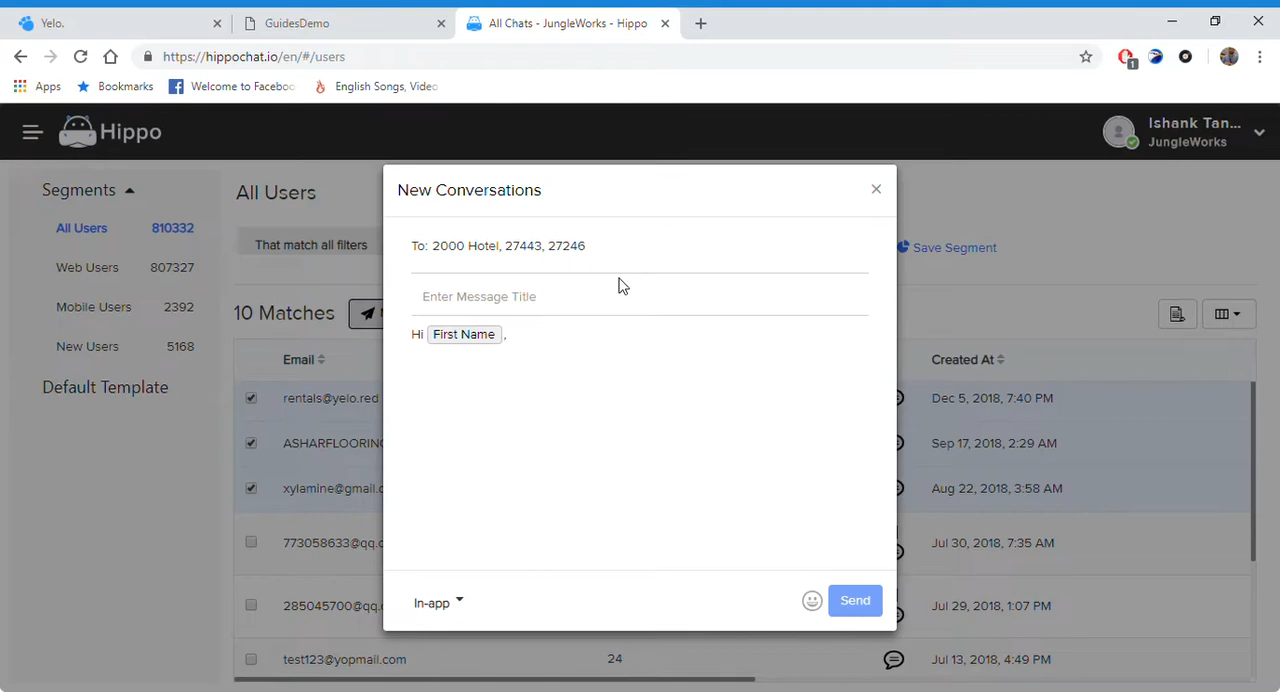 Yelo.
GuidesDemo
All Chats - JungleWorks - Hippo
https://hippochat.io/en/#/users
1
Apps
Bookmarks
Welcome to Faceboo
English Songs, Video
Hippo
Ishank Tan...
JungleWorks
Segments
All Users 810332
Web Users 807327
Mobile Users 2392
New Users 5168
Default Template
All Users
That match all filters
Save Segment
10 Matches
Email
Created At
rentals@yelo.red
Dec 5, 2018, 7:40 PM
ASHARFLOORING
Sep 17, 2018, 2:29 AM
xylamine@gmail.c
Aug 22, 2018, 3:58 AM
773058633@qq.c
Jul 30, 2018, 7:35 AM
285045700@qq.c
Jul 29, 2018, 1:07 PM
test123@yopmail.com
24
Jul 13, 2018, 4:49 PM
New Conversations
To: 2000 Hotel, 27443, 27246
Enter Message Title
Hi First Name ,
In-app
Send